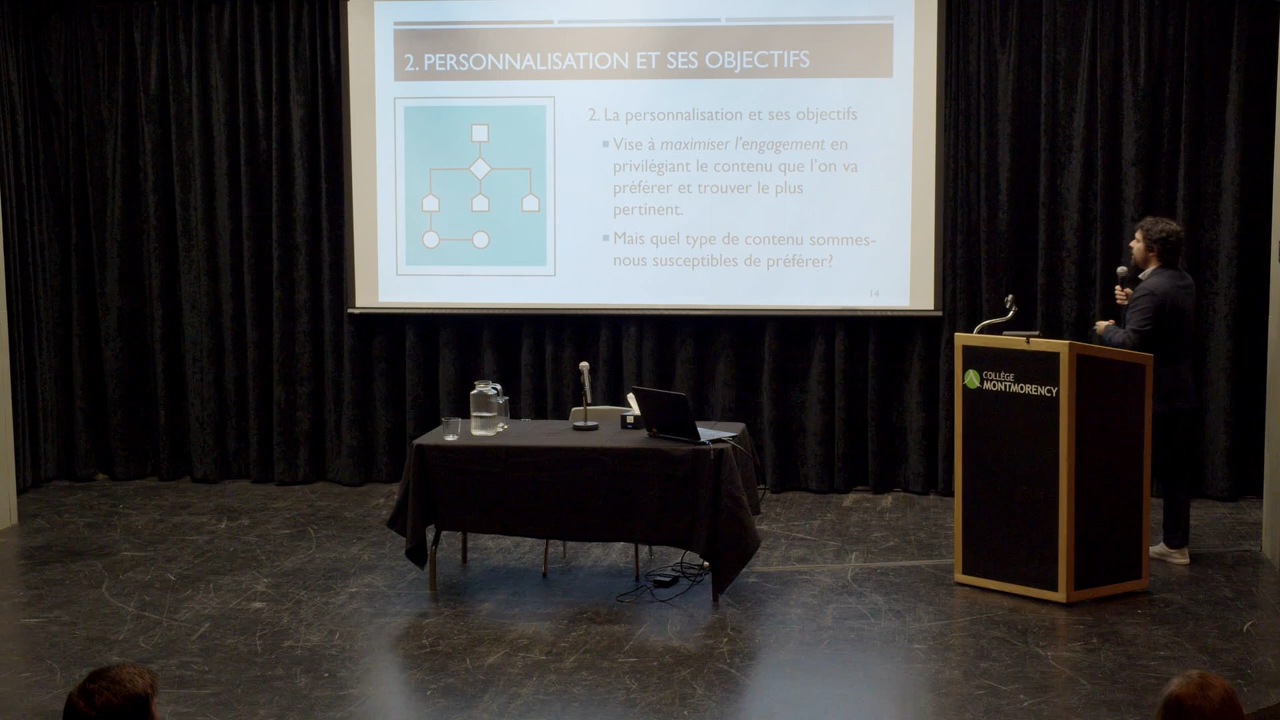 2. PERSONNALISATION ET SES OBJECTIFS
2. La personnalisation et ses objectifs
Vise à maximiser l'engagement en
privilégiant le contenu que l'on va
préférer et trouver le plus
pertinent.
Mais quel type de contenu sommes-
nous susceptibles de préférer?
14
COLLÈGE
MONTMORENCY